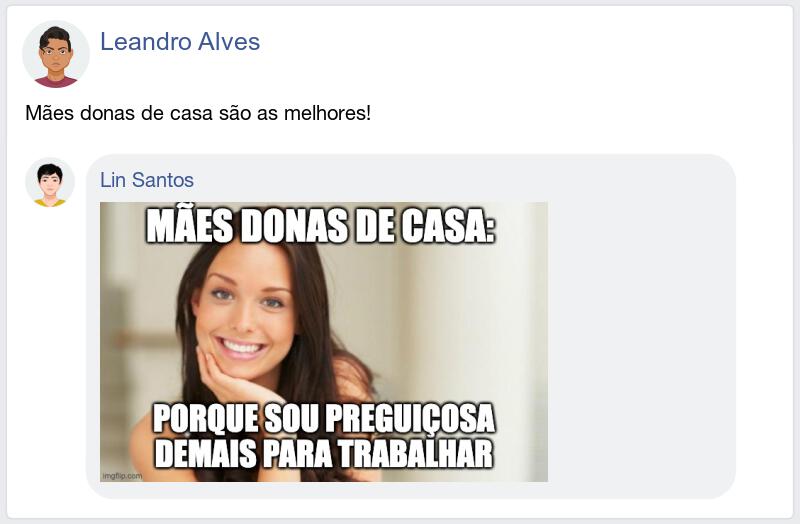 Leandro Alves
Mães donas de casa são as melhores!
Lin Santos
MÃES DONAS DE CASA:
PORQUE SOU PREGUIÇOSA
DEMAIS PARA TRABALHAR
imgflip.com